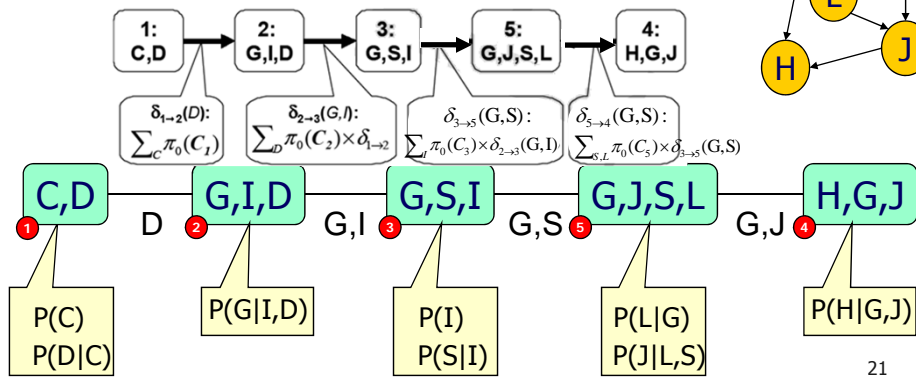 1:
C,D
2:
G,I,D
3:
G,S,I
5:
G,J,S,L
4:
H,G,J
L
J
H
δ1→2(D):
∑C π0(C1)
δ2→3(G,I):
∑D π0(C2)×δ1→2
δ3→5(G,S):
∑I π0(C3)×δ2→3(G,I)
δ5→4(G,S):
∑S,L π0(C5)×δ3→5(G,S)
C,D
G,I,D
G,S,I
G,J,S,L
H,G,J
1
D
2
G,I
3
G,S
5
G,J
4
P(C)
P(D|C)
P(G|I,D)
P(I)
P(S|I)
P(L|G)
P(J|L,S)
P(H|G,J)
21